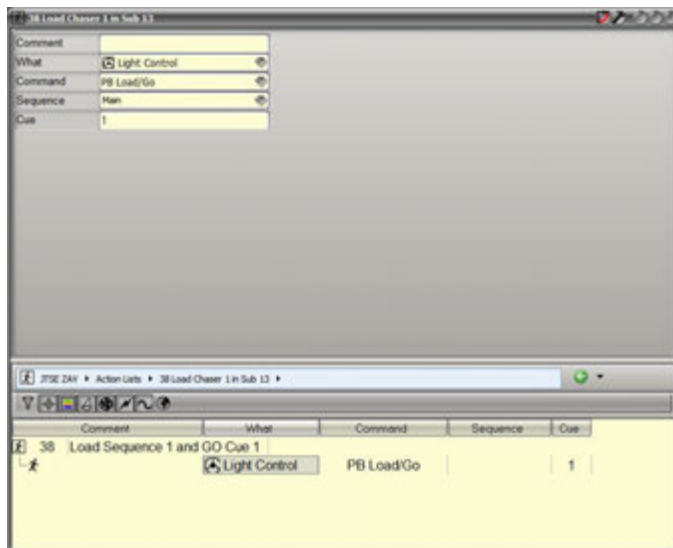 38 Load Chaser 1 in Sub 13
Comment
What Light Control
Command PB Load/Go
Sequence Main
Cue 1
JTSE ZAV ▸ Action Lists ▸ 38 Load Chaser 1 in Sub 13 ▸
Comment What Command Sequence Cue
38 Load Sequence 1 and GO Cue 1
Light Control PB Load/Go 1